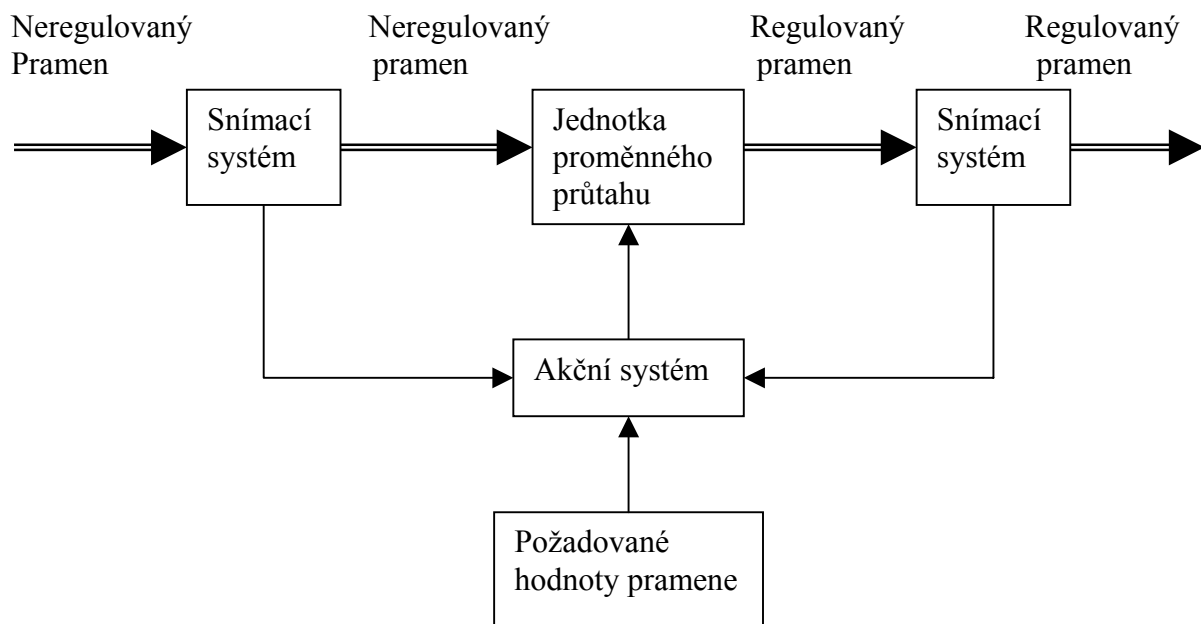 Neregulovaný
Pramen
Neregulovaný
pramen
Regulovaný
pramen
Regulovaný
pramen
Snímací
systém
Jednotka
proměnného
průtahu
Snímací
systém
Akční systém
Požadované
hodnoty pramene